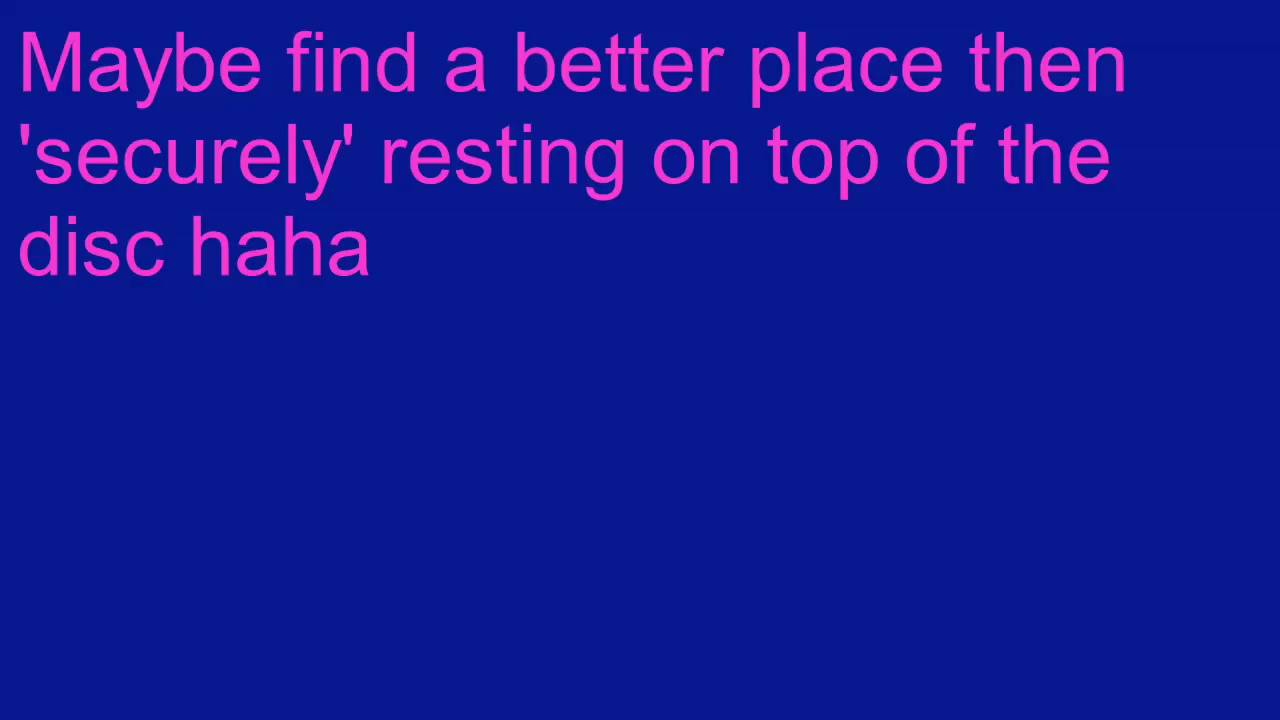 Maybe find a better place then
'securely' resting on top of the
disc haha